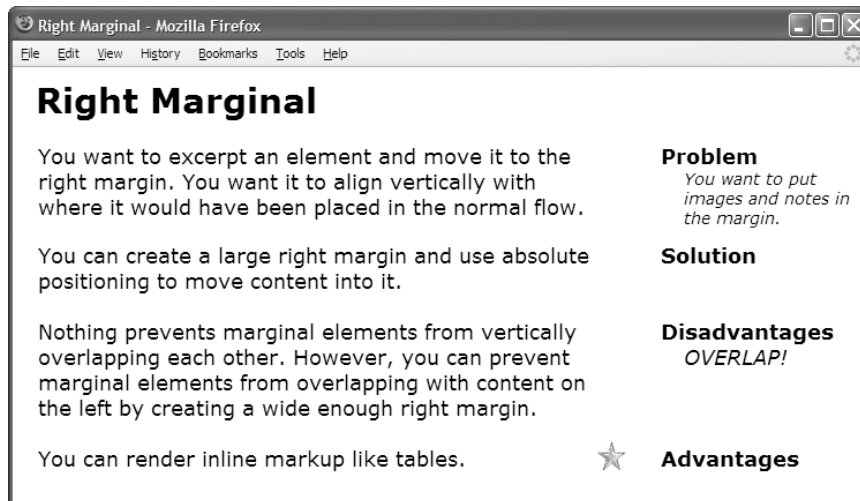 Right Marginal - Mozilla Firefox
File Edit View History Bookmarks Tools Help
Right Marginal
You want to excerpt an element and move it to the
right margin. You want it to align vertically with
where it would have been placed in the normal flow.
Problem
You want to put
images and notes in
the margin.
You can create a large right margin and use absolute
positioning to move content into it.
Solution
Nothing prevents marginal elements from vertically
overlapping each other. However, you can prevent
marginal elements from overlapping with content on
the left by creating a wide enough right margin.
Disadvantages
OVERLAP!
You can render inline markup like tables.
Advantages